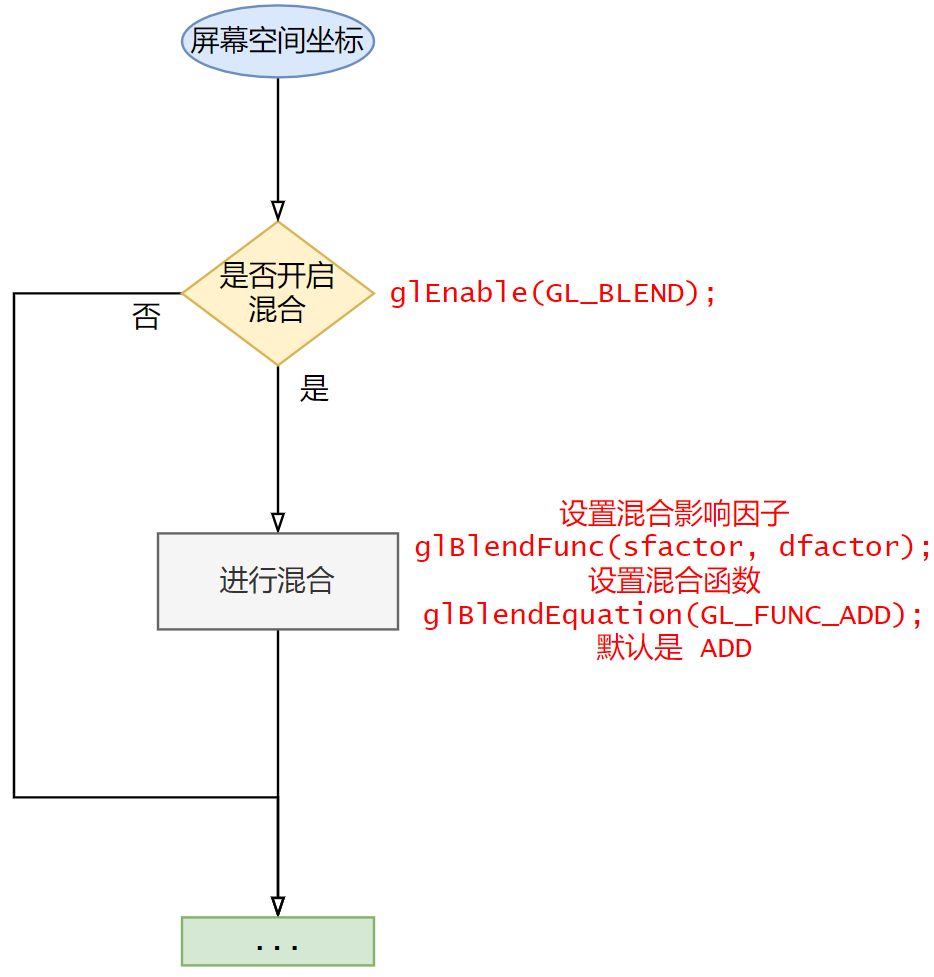 屏幕空间坐标
是否开启
混合
glEnable(GL_BLEND);
否
是
设置混合影响因子
glBlendFunc(sfactor, dfactor);
进行混合
设置混合函数
glBlendEquation(GL_FUNC_ADD);
默认是 ADD
...